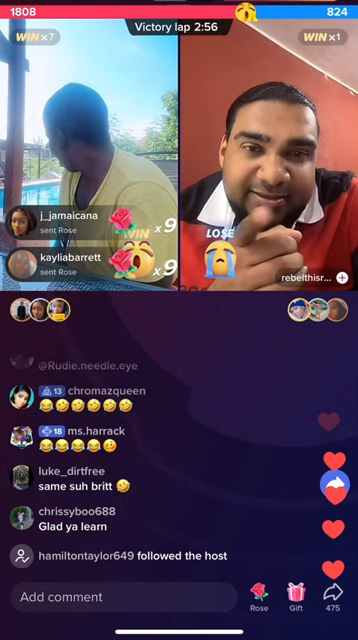 1808
824
WIN x7
Victory lap 2:56
WIN x1
j_jamaicana
sent Rose
x9
WIN
kayliabarrett
sent Rose
x9
LOSE
rebelthisr...
@Rudie.needle.eye
13 chromazqueen
18 ms.harrack
luke_dirtfree
same suh britt
chrissyboo688
Glad ya learn
hamiltontaylor649 followed the host
Add comment
Rose
Gift
475